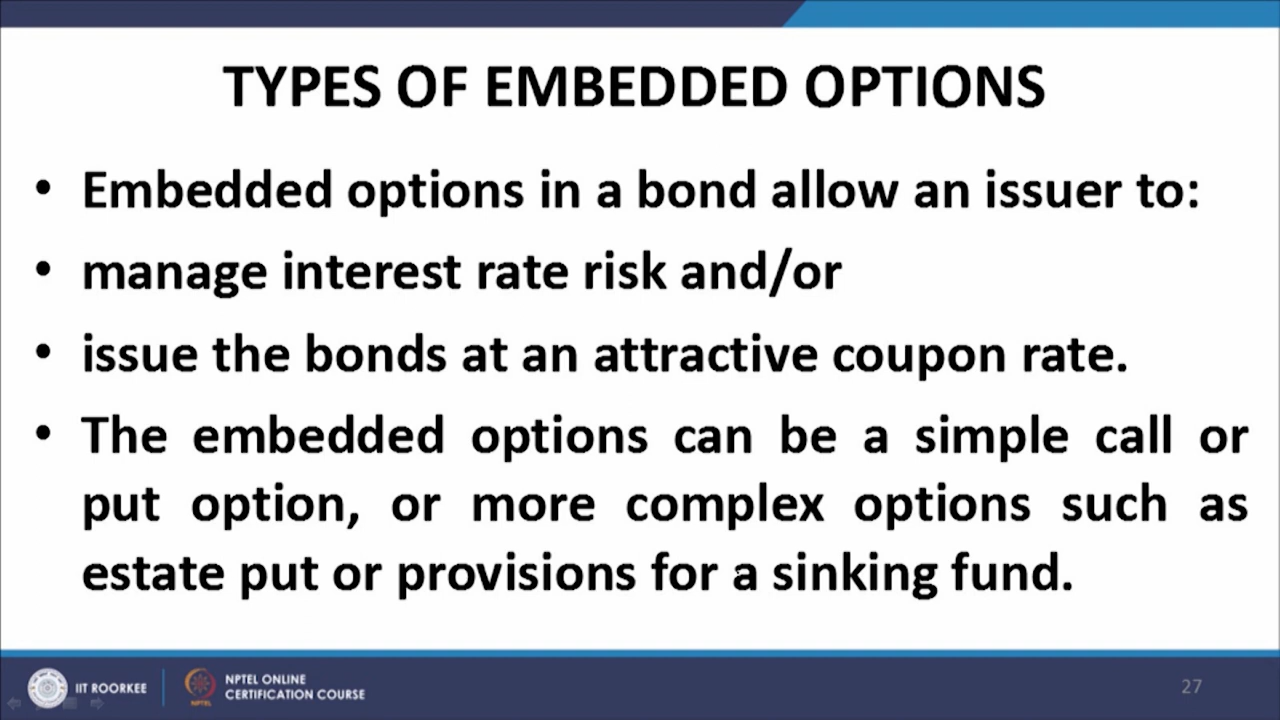 TYPES OF EMBEDDED OPTIONS
• Embedded options in a bond allow an issuer to:
• manage interest rate risk and/or
• issue the bonds at an attractive coupon rate.
• The embedded options can be a simple call or
put option, or more complex options such as
estate put or provisions for a sinking fund.
IIT ROORKEE
NPTEL
NPTEL ONLINE
CERTIFICATION COURSE
27